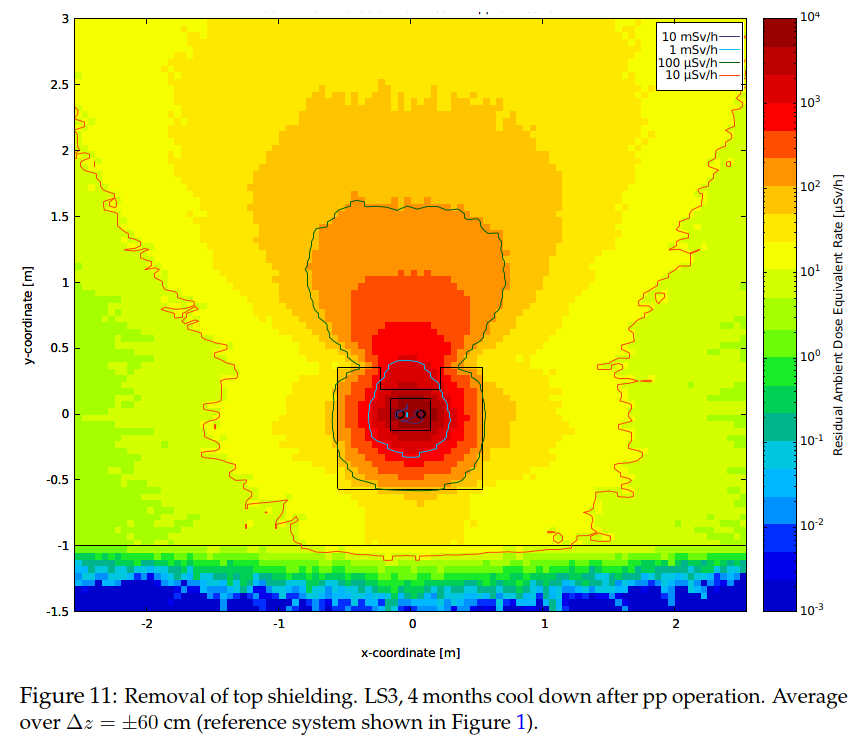 3
2.5
2
1.5
1
0.5
0
-0.5
-1
-1.5
-2
-1
0
1
2
x-coordinate [m]
y-coordinate [m]
10 mSv/h
1 mSv/h
100 μSv/h
10 μSv/h
10⁴
10³
10²
10¹
10⁰
10⁻¹
10⁻²
10⁻³
Residual Ambient Dose Equivalent Rate [μSv/h]
Figure 11: Removal of top shielding. LS3, 4 months cool down after pp operation. Average
over Δz = ±60 cm (reference system shown in Figure 1).